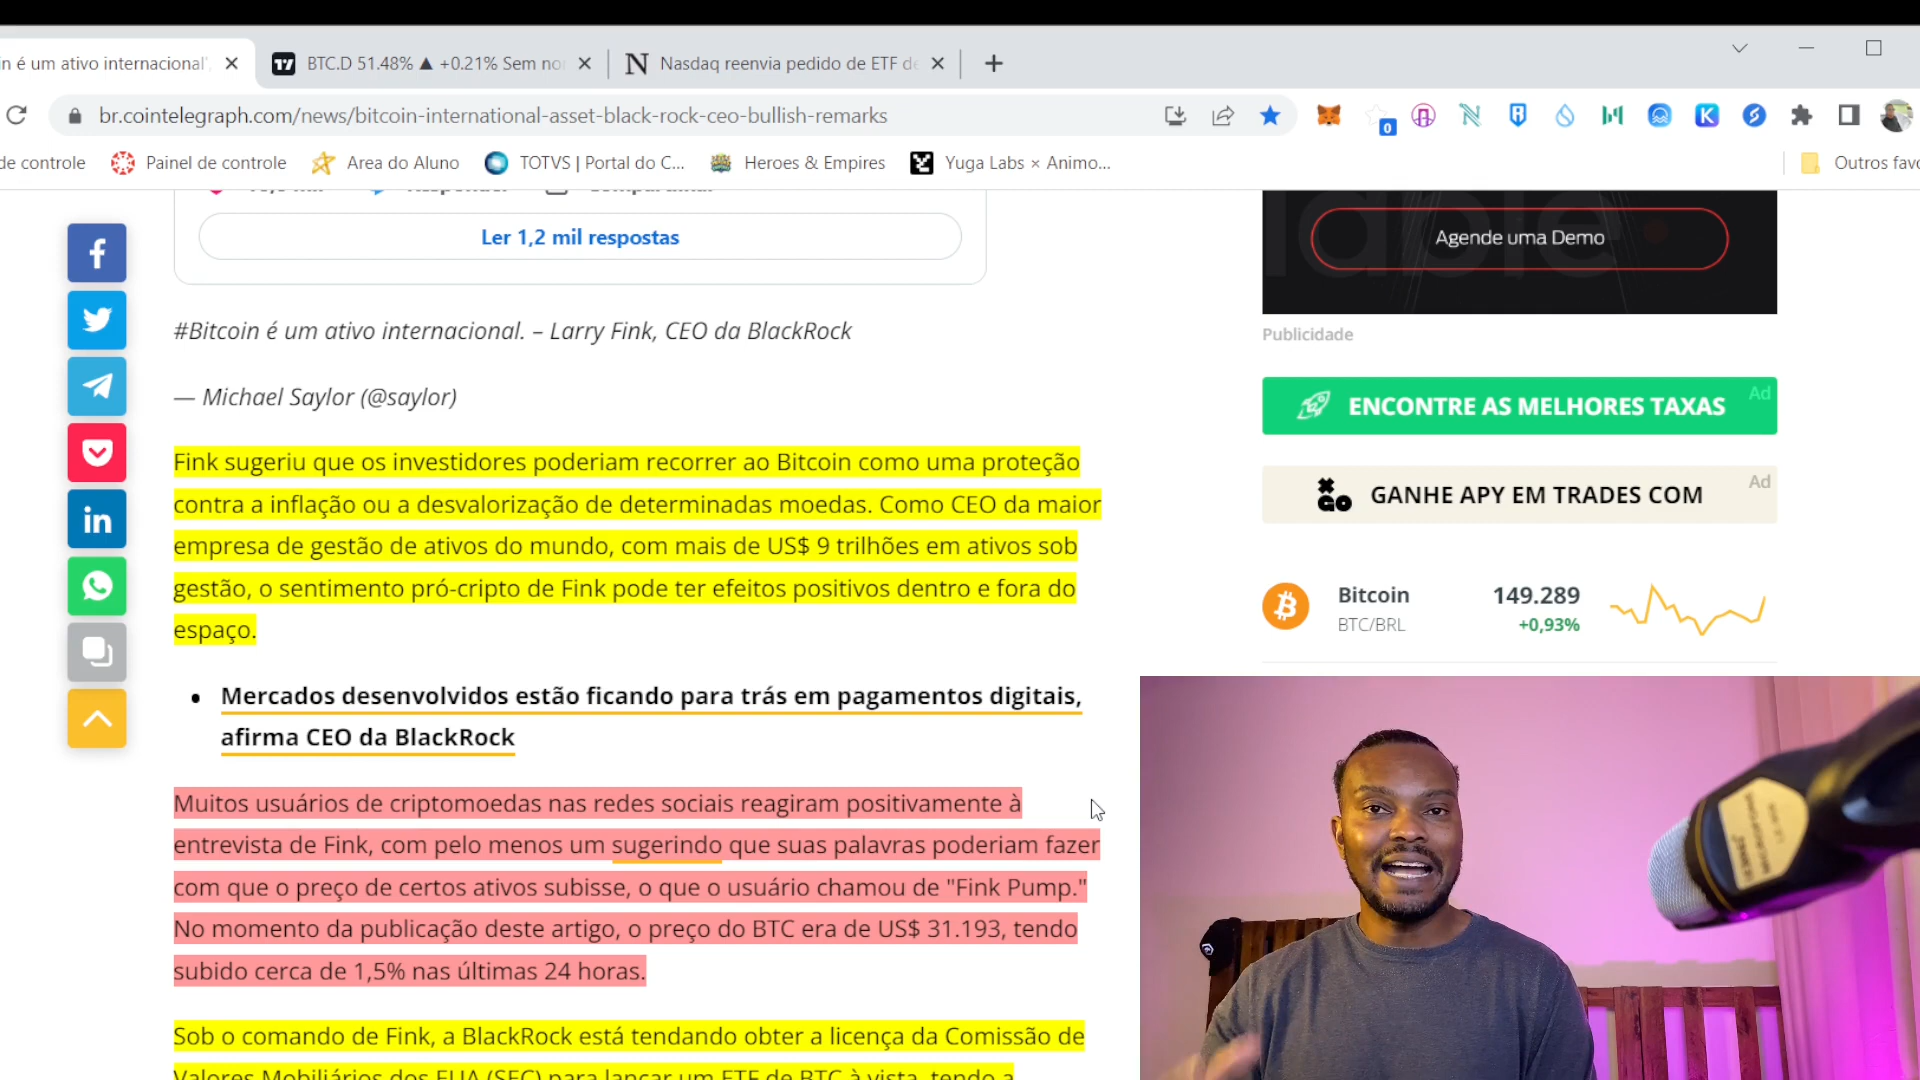 n é um ativo internacional',
BTC.D 51.48% ▲ +0.21% Sem no
Nasdaq reenvia pedido de ETF de
br.cointelegraph.com/news/bitcoin-international-asset-black-rock-ceo-bullish-remarks
0
de controle
Painel de controle
Area do Aluno
TOTVS | Portal do C...
Heroes & Empires
Yuga Labs × Animo...
Outros favo
Ler 1,2 mil respostas
Agende uma Demo
Publicidade
#Bitcoin é um ativo internacional. – Larry Fink, CEO da BlackRock
— Michael Saylor (@saylor)
ENCONTRE AS MELHORES TAXAS
Ad
Fink sugeriu que os investidores poderiam recorrer ao Bitcoin como uma proteção
contra a inflação ou a desvalorização de determinadas moedas. Como CEO da maior
empresa de gestão de ativos do mundo, com mais de US$ 9 trilhões em ativos sob
gestão, o sentimento pró-cripto de Fink pode ter efeitos positivos dentro e fora do
espaço.
GANHE APY EM TRADES COM
Ad
Bitcoin 149.289
BTC/BRL +0,93%
• Mercados desenvolvidos estão ficando para trás em pagamentos digitais,
afirma CEO da BlackRock
Muitos usuários de criptomoedas nas redes sociais reagiram positivamente à
entrevista de Fink, com pelo menos um sugerindo que suas palavras poderiam fazer
com que o preço de certos ativos subisse, o que o usuário chamou de "Fink Pump."
No momento da publicação deste artigo, o preço do BTC era de US$ 31.193, tendo
subido cerca de 1,5% nas últimas 24 horas.
Sob o comando de Fink, a BlackRock está tendando obter a licença da Comissão de
Valores Mobiliários dos EUA (SEC) para lançar um ETF de BTC à vista, tendo a